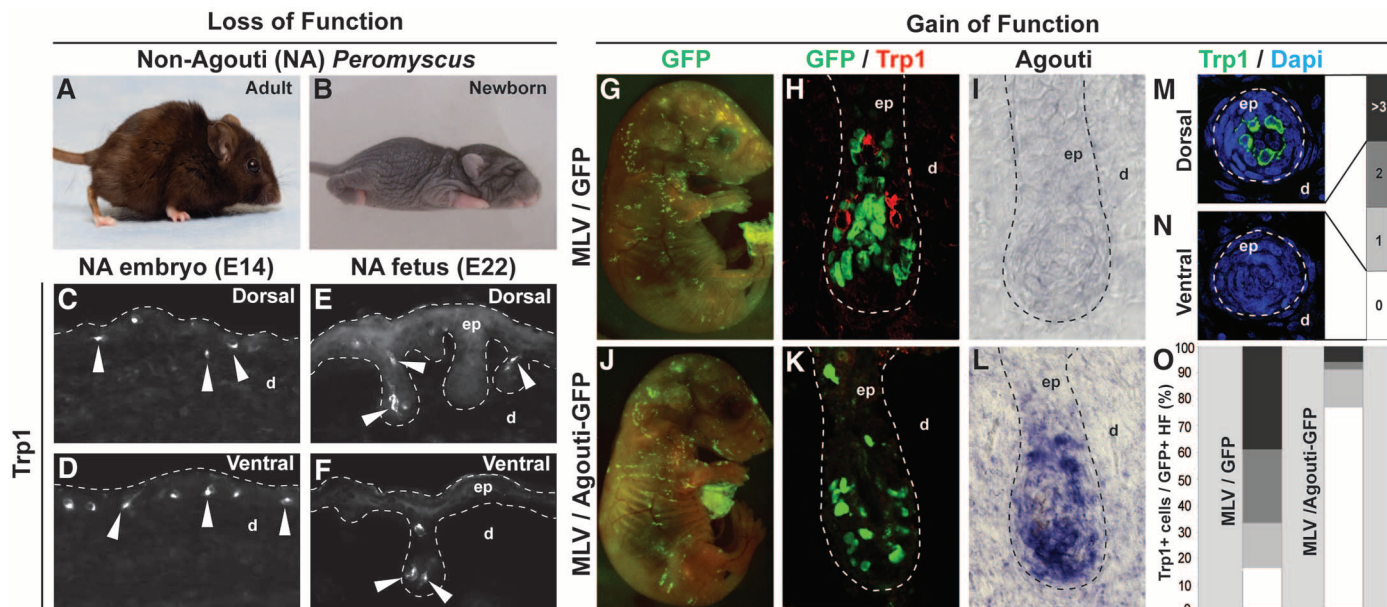 Loss of Function
Non-Agouti (NA) Peromyscus
A
Adult
B
Newborn
NA embryo (E14)
NA fetus (E22)
Trp1
C
Dorsal
d
E
Dorsal
ep
d
D
Ventral
d
F
Ventral
ep
d
Gain of Function
GFP
GFP / Trp1
Agouti
Trp1 / Dapi
MLV / GFP
G
H
ep
d
I
ep
d
Dorsal
M
ep
d
Ventral
N
ep
d
>3
2
1
0
MLV / Agouti-GFP
J
K
ep
d
L
ep
d
O
Trp1+ cells / GFP+ HF (%)
100
90
80
70
60
50
40
30
20
10
0
MLV / GFP
MLV /Agouti-GFP